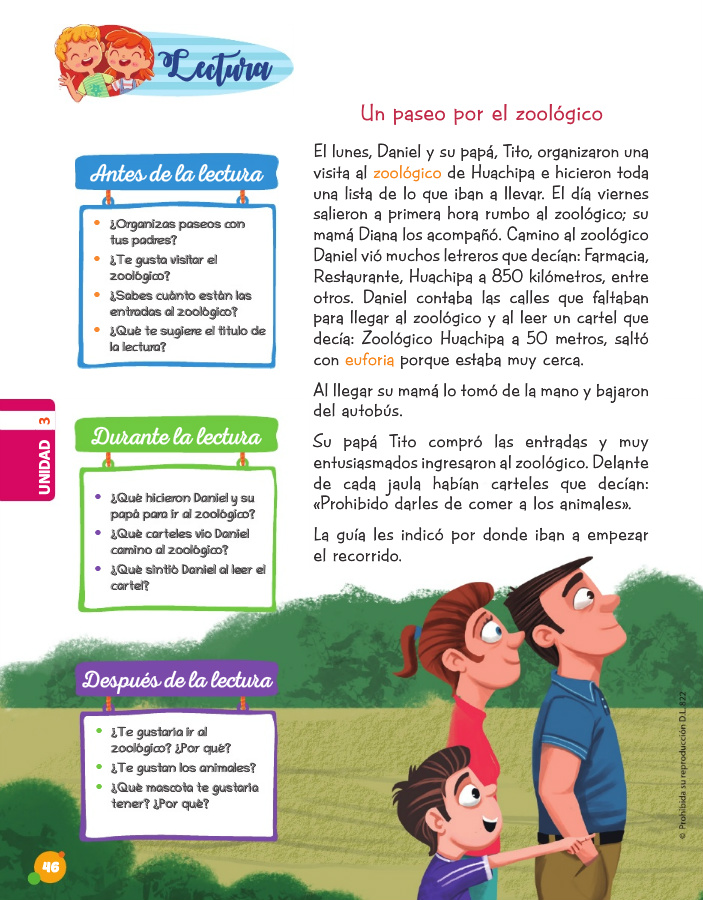 Lectura
Un paseo por el zoológico
El lunes, Daniel y su papá, Tito, organizaron una
visita al zoológico de Huachipa e hicieron toda
una lista de lo que iban a llevar. El día viernes
salieron a primera hora rumbo al zoológico; su
mamá Diana los acompañó. Camino al zoológico
Daniel vió muchos letreros que decían: Farmacia,
Restaurante, Huachipa a 850 kilómetros, entre
otros. Daniel contaba las calles que faltaban
para llegar al zoológico y al leer un cartel que
decía: Zoológico Huachipa a 50 metros, saltó
con euforia porque estaba muy cerca.
Al llegar su mamá lo tomó de la mano y bajaron
del autobús.
Su papá Tito compró las entradas y muy
entusiasmados ingresaron al zoológico. Delante
de cada jaula habían carteles que decían:
«Prohibido darles de comer a los animales».
La guía les indicó por donde iban a empezar
el recorrido.
Antes de la lectura
• ¿Organizas paseos con
tus padres?
• ¿Te gusta visitar el
zoológico?
• ¿Sabes cuánto están las
entradas al zoológico?
• ¿Qué te sugiere el título de
la lectura?
Durante la lectura
• ¿Qué hicieron Daniel y su
papá para ir al zoológico?
• ¿Qué carteles vio Daniel
camino al zoológico?
• ¿Qué sintió Daniel al leer el
cartel?
Después de la lectura
• ¿Te gustaría ir al
zoológico? ¿Por qué?
• ¿Te gustan los animales?
• ¿Qué mascota te gustaría
tener? ¿Por qué?
UNIDAD 3
46
© Prohibida su reproducción D.L.822